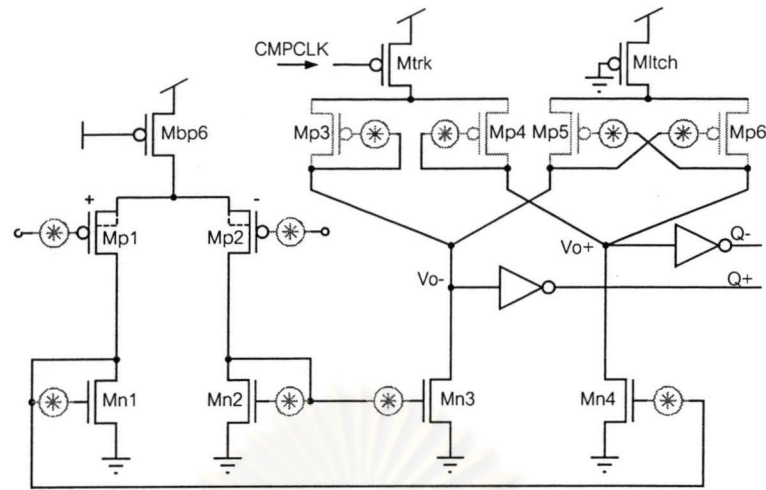 CMPCLK
Mtrk
Mltch
Mbp6
Mp3
Mp4
Mp5
Mp6
+
-
Mp1
Mp2
Vo+
Q-
Vo-
Q+
Mn1
Mn2
Mn3
Mn4